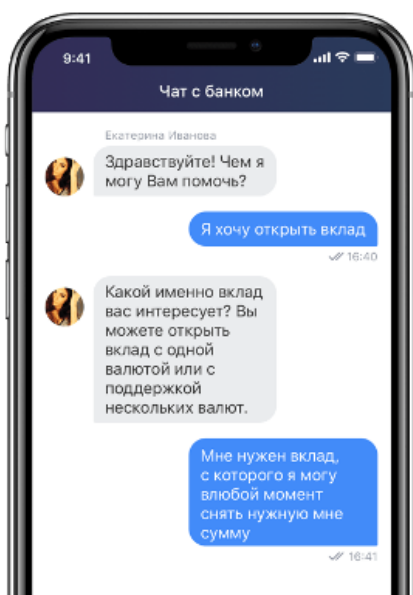 9:41
Чат с банком
Екатерина Иванова
Здравствуйте! Чем я
могу Вам помочь?
Я хочу открыть вклад
16:40
Какой именно вклад
вас интересует? Вы
можете открыть
вклад с одной
валютой или с
поддержкой
нескольких валют.
Мне нужен вклад,
с которого я могу
влюбой момент
снять нужную мне
сумму
16:41